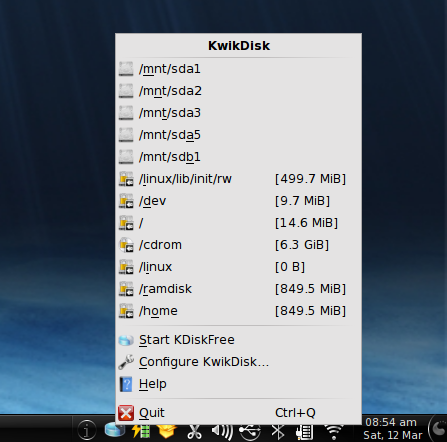 KwikDisk
/mnt/sda1
/mnt/sda2
/mnt/sda3
/mnt/sda5
/mnt/sdb1
/linux/lib/init/rw [499.7 MiB]
/dev [9.7 MiB]
/ [14.6 MiB]
/cdrom [6.3 GiB]
/linux [0 B]
/ramdisk [849.5 MiB]
/home [849.5 MiB]
Start KDiskFree
Configure KwikDisk...
Help
Quit Ctrl+Q
08:54 am
Sat, 12 Mar